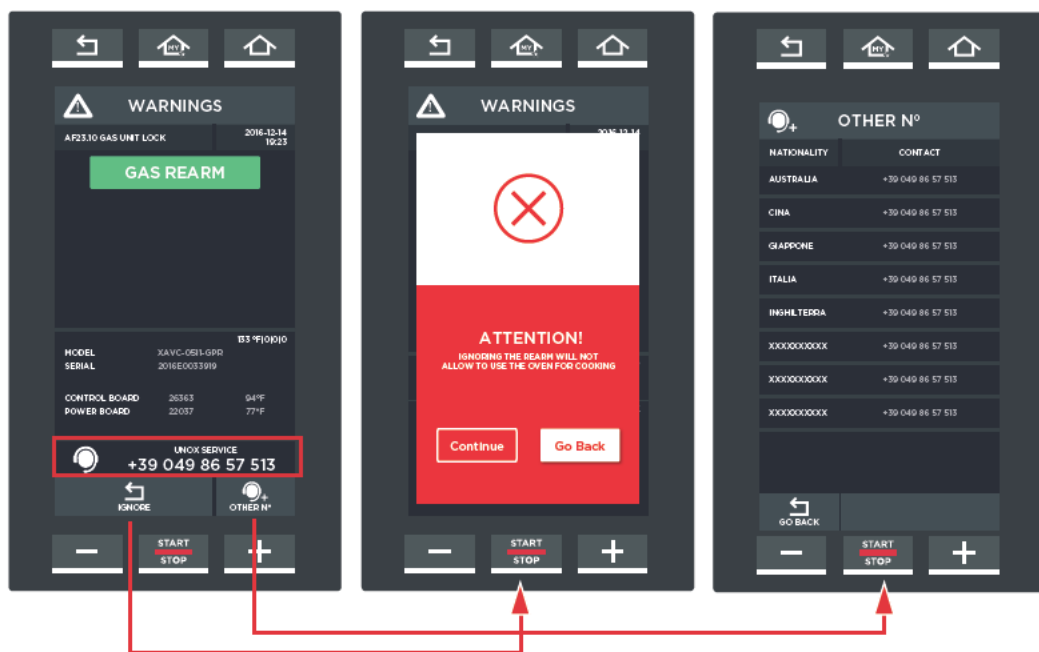 MY
WARNINGS
AF23.10 GAS UNIT LOCK 2016-12-14
19:23
GAS REARM
133 °F|0|0|0
MODEL XAVC-0511-GPR
SERIAL 2016E0033919
CONTROL BOARD 26363 94°F
POWER BOARD 22037 77°F
UNOX SERVICE
+39 049 86 57 513
IGNORE OTHER N°
START
STOP
MY
WARNINGS
ATTENTION!
IGNORING THE REARM WILL NOT
ALLOW TO USE THE OVEN FOR COOKING
Continue Go Back
START
STOP
MY
OTHER N°
NATIONALITY CONTACT
AUSTRALIA +39 049 86 57 513
CINA +39 049 86 57 513
GIAPPONE +39 049 86 57 513
ITALIA +39 049 86 57 513
INGHILTERRA +39 049 86 57 513
XXXXXXXXXX +39 049 86 57 513
XXXXXXXXXX +39 049 86 57 513
XXXXXXXXXX +39 049 86 57 513
GO BACK
START
STOP